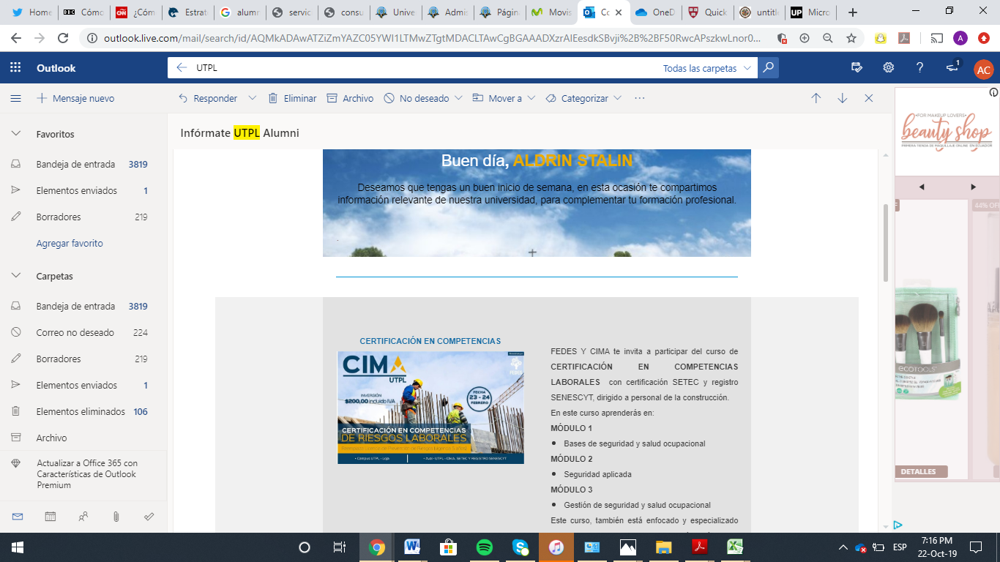 Home
Cómc
¿Cóm
Estrat
alumr
servic
consu
Unive
Admis
Página
Movis
Co
OneD
Quick
untitle
Micro
outlook.live.com/mail/search/id/
Outlook
UTPL
Todas las carpetas
1
AC
A
Mensaje nuevo
Responder
Eliminar
Archivo
No deseado
Mover a
Categorizar
Favoritos
Bandeja de entrada 3819
Elementos enviados 1
Borradores 219
Agregar favorito
Carpetas
Bandeja de entrada 3819
Correo no deseado 224
Borradores 219
Elementos enviados 1
Elementos eliminados 106
Archivo
Actualizar a Office 365 con
Características de Outlook
Premium
Infórmate UTPL Alumni
Buen día, ALDRIN STALIN
Deseamos que tengas un buen inicio de semana, en esta ocasión te compartimos
información relevante de nuestra universidad, para complementar tu formación profesional.
CERTIFICACIÓN EN COMPETENCIAS
CIMA
UTPL
FEDES
INVERSIÓN
$200,00 incluido IVA
FECHA
23 - 24
FEBRERO
CERTIFICACIÓN EN COMPETENCIAS
DE RIESGOS LABORALES
• Campus UTPL - Loja
FEDES Y CIMA te invita a participar del curso de
CERTIFICACIÓN EN COMPETENCIAS
LABORALES con certificación SETEC y registro
SENESCYT, dirigido a personal de la construcción.
En este curso aprenderás en:
MÓDULO 1
• Bases de seguridad y salud ocupacional
MÓDULO 2
• Seguridad aplicada
MÓDULO 3
• Gestión de seguridad y salud ocupacional
Este curso, también está enfocado y especializado
•FOR MAKEUP LOVERS•
beauty shop
PRIMERA TIENDA DE MAQUILLAJE ONLINE EN ECUADOR
44% OFF
ECOTOOLS
DETALLES
ESP
7:16 PM
22-Oct-19